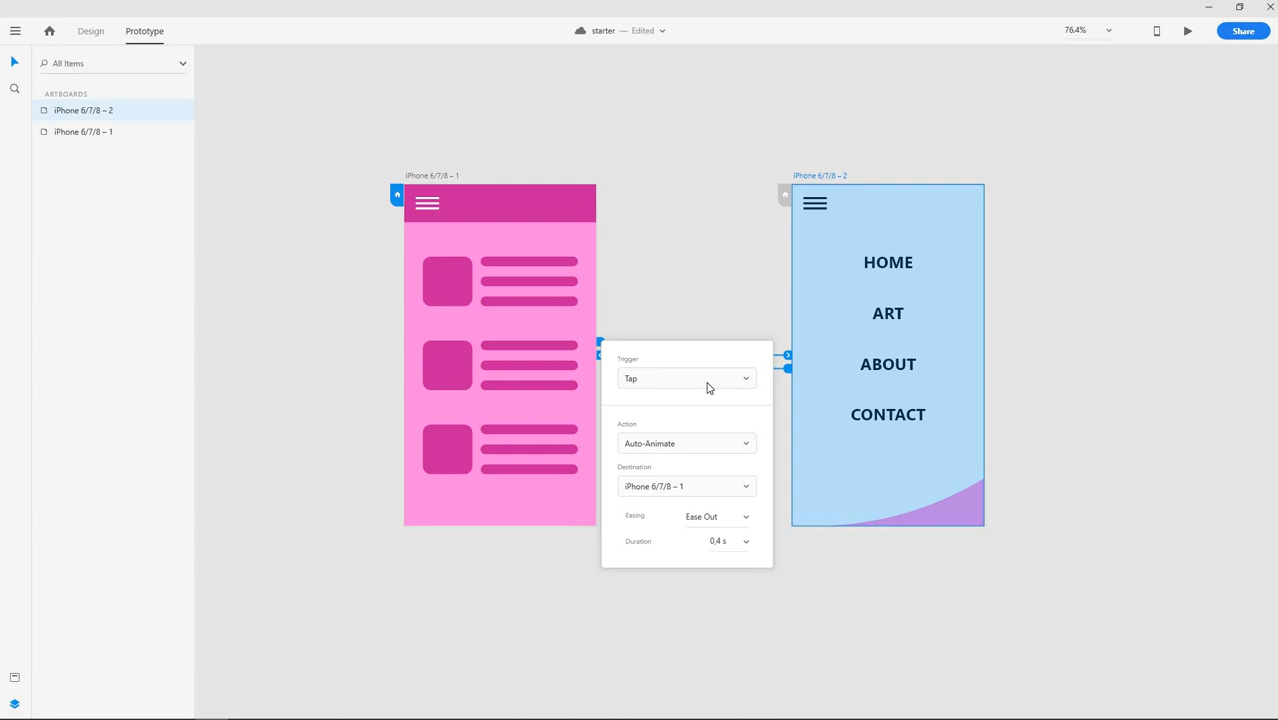 Design
Prototype
starter — Edited
76.4%
Share
All Items
ARTBOARDS
iPhone 6/7/8 – 2
iPhone 6/7/8 – 1
iPhone 6/7/8 – 1
iPhone 6/7/8 – 2
HOME
ART
ABOUT
CONTACT
Trigger
Tap
Action
Auto-Animate
Destination
iPhone 6/7/8 – 1
Easing
Ease Out
Duration
0,4 s